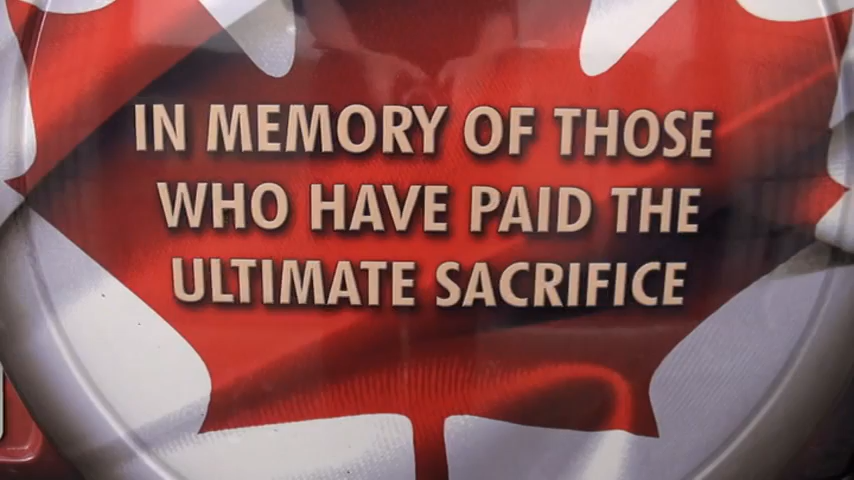 IN MEMORY OF THOSE
WHO HAVE PAID THE
ULTIMATE SACRIFICE